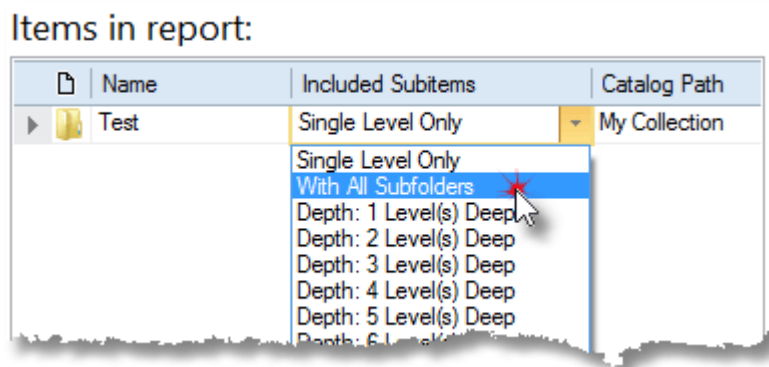 Items in report:
Name Included Subitems Catalog Path
Test Single Level Only My Collection
Single Level Only
With All Subfolders
Depth: 1 Level(s) Deep
Depth: 2 Level(s) Deep
Depth: 3 Level(s) Deep
Depth: 4 Level(s) Deep
Depth: 5 Level(s) Deep